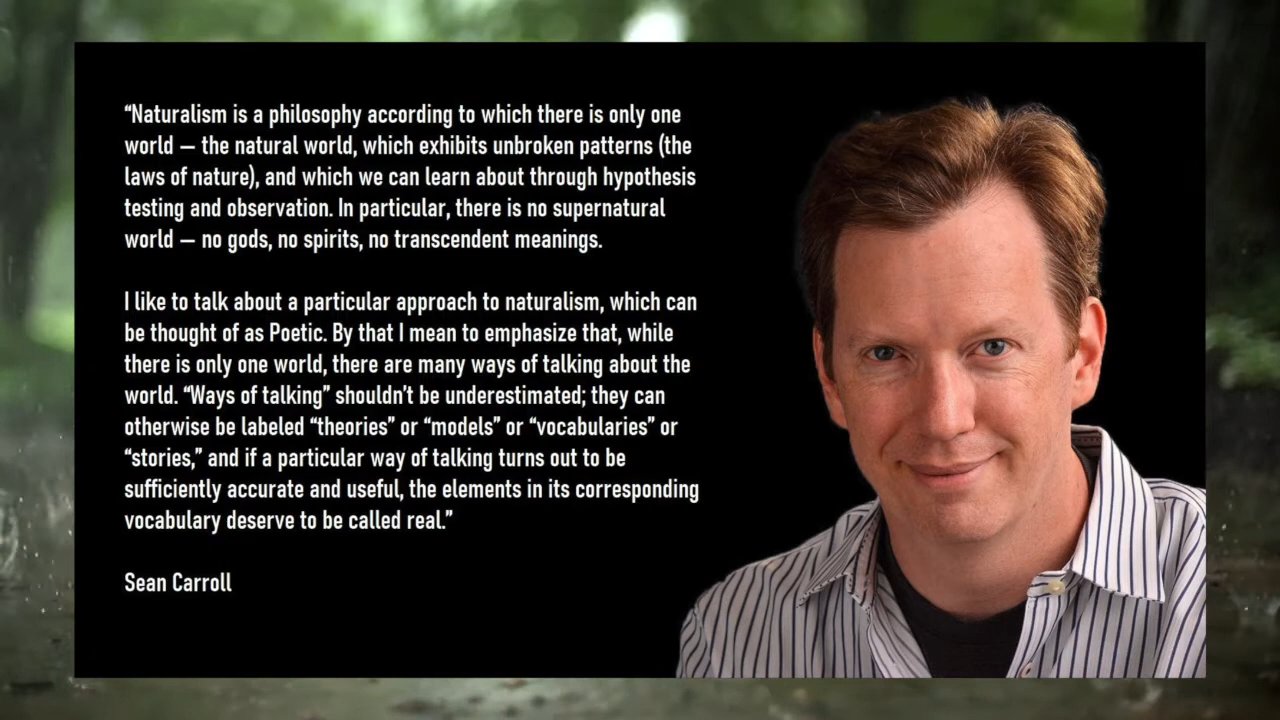 “Naturalism is a philosophy according to which there is only one
world — the natural world, which exhibits unbroken patterns (the
laws of nature), and which we can learn about through hypothesis
testing and observation. In particular, there is no supernatural
world — no gods, no spirits, no transcendent meanings.
I like to talk about a particular approach to naturalism, which can
be thought of as Poetic. By that I mean to emphasize that, while
there is only one world, there are many ways of talking about the
world. “Ways of talking” shouldn’t be underestimated; they can
otherwise be labeled “theories” or “models” or “vocabularies” or
“stories,” and if a particular way of talking turns out to be
sufficiently accurate and useful, the elements in its corresponding
vocabulary deserve to be called real.”
Sean Carroll